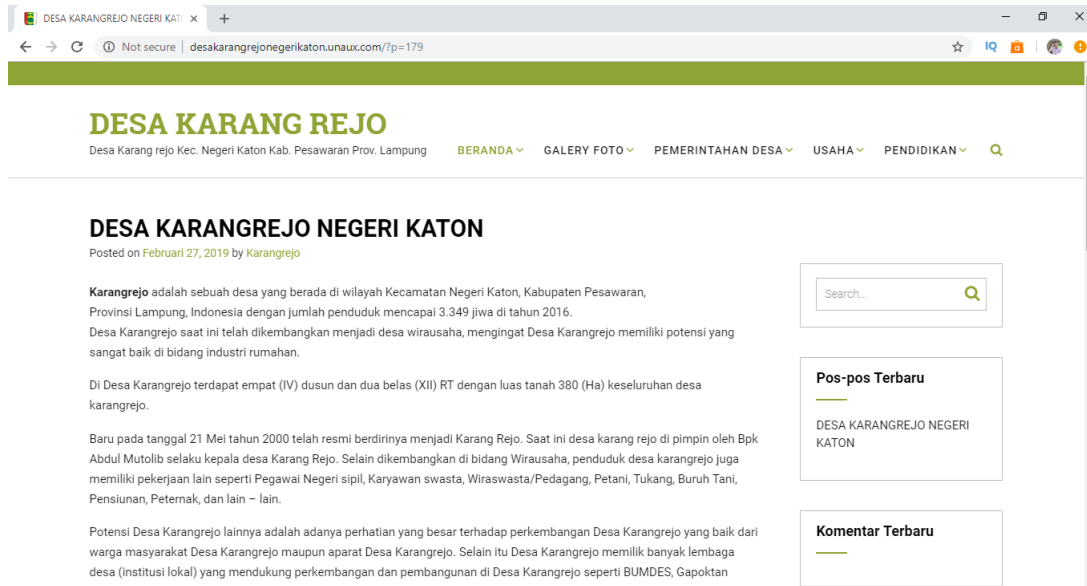 DESA KARANGREJO NEGERI KAT
Not secure | desakarangrejonegerikaton.unaux.com/?p=179
IQ
DESA KARANG REJO
Desa Karang rejo Kec. Negeri Katon Kab. Pesawaran Prov. Lampung
BERANDA GALERY FOTO PEMERINTAHAN DESA USAHA PENDIDIKAN
DESA KARANGREJO NEGERI KATON
Posted on Februari 27, 2019 by Karangrejo
Karangrejo adalah sebuah desa yang berada di wilayah Kecamatan Negeri Katon, Kabupaten Pesawaran,
Provinsi Lampung, Indonesia dengan jumlah penduduk mencapai 3.349 jiwa di tahun 2016.
Desa Karangrejo saat ini telah dikembangkan menjadi desa wirausaha, mengingat Desa Karangrejo memiliki potensi yang
sangat baik di bidang industri rumahan.
Di Desa Karangrejo terdapat empat (IV) dusun dan dua belas (XII) RT dengan luas tanah 380 (Ha) keseluruhan desa
karangrejo.
Baru pada tanggal 21 Mei tahun 2000 telah resmi berdirinya menjadi Karang Rejo. Saat ini desa karang rejo di pimpin oleh Bpk
Abdul Mutolib selaku kepala desa Karang Rejo. Selain dikembangkan di bidang Wirausaha, penduduk desa karangrejo juga
memiliki pekerjaan lain seperti Pegawai Negeri sipil, Karyawan swasta, Wiraswasta/Pedagang, Petani, Tukang, Buruh Tani,
Pensiunan, Peternak, dan lain – lain.
Potensi Desa Karangrejo lainnya adalah adanya perhatian yang besar terhadap perkembangan Desa Karangrejo yang baik dari
warga masyarakat Desa Karangrejo maupun aparat Desa Karangrejo. Selain itu Desa Karangrejo memilik banyak lembaga
desa (institusi lokal) yang mendukung perkembangan dan pembangunan di Desa Karangrejo seperti BUMDES, Gapoktan
Search...
Pos-pos Terbaru
DESA KARANGREJO NEGERI
KATON
Komentar Terbaru